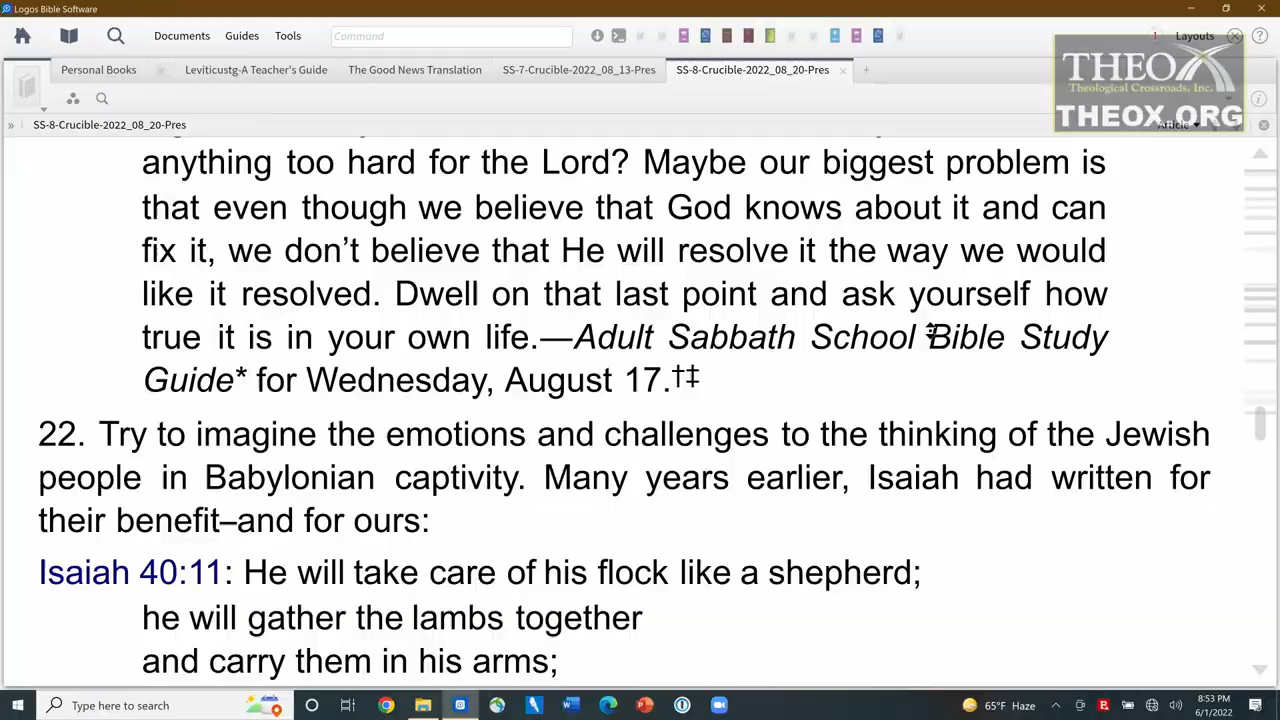 Logos Bible Software
Documents Guides Tools Command Layouts
Personal Books Leviticustg-A Teacher's Guide The Good News Translation SS-7-Crucible-2022_08_13-Pres SS-8-Crucible-2022_08_20-Pres
THEOX
Theological Crossroads, Inc.
THEOX.ORG
» SS-8-Crucible-2022_08_20-Pres Article
anything too hard for the Lord? Maybe our biggest problem is
that even though we believe that God knows about it and can
fix it, we don’t believe that He will resolve it the way we would
like it resolved. Dwell on that last point and ask yourself how
true it is in your own life.—Adult Sabbath School Bible Study
Guide* for Wednesday, August 17.†‡
22. Try to imagine the emotions and challenges to the thinking of the Jewish
people in Babylonian captivity. Many years earlier, Isaiah had written for
their benefit–and for ours:
Isaiah 40:11: He will take care of his flock like a shepherd;
he will gather the lambs together
and carry them in his arms;
Type here to search
65°F Haze
8:53 PM
6/1/2022